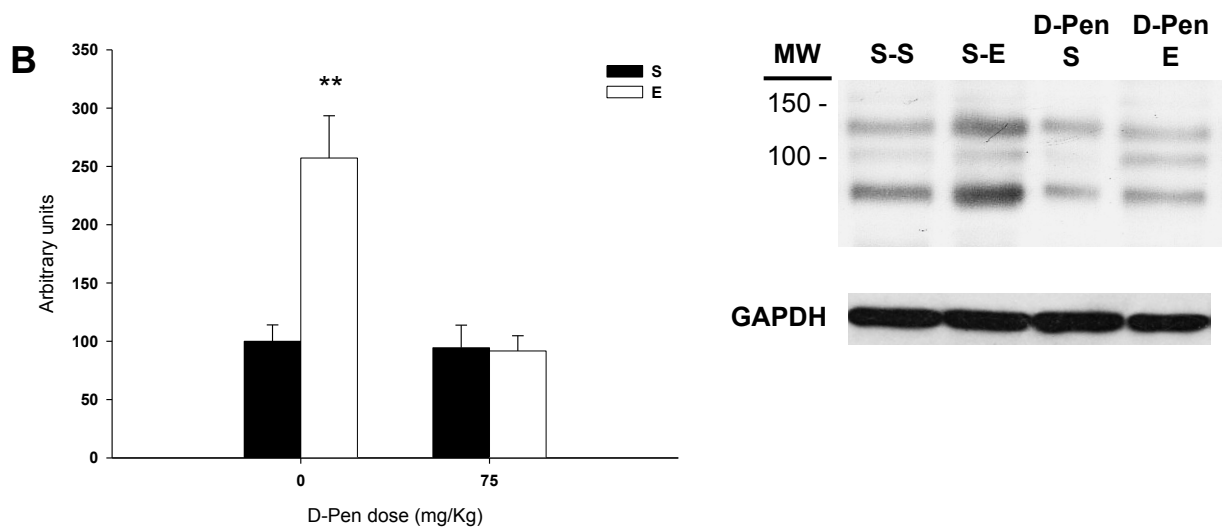 B
350
300
250
200
150
100
50
0
Arbitrary units
**
S
E
0 75
D-Pen dose (mg/Kg)
MW S-S S-E D-Pen S D-Pen E
150 -
100 -
GAPDH